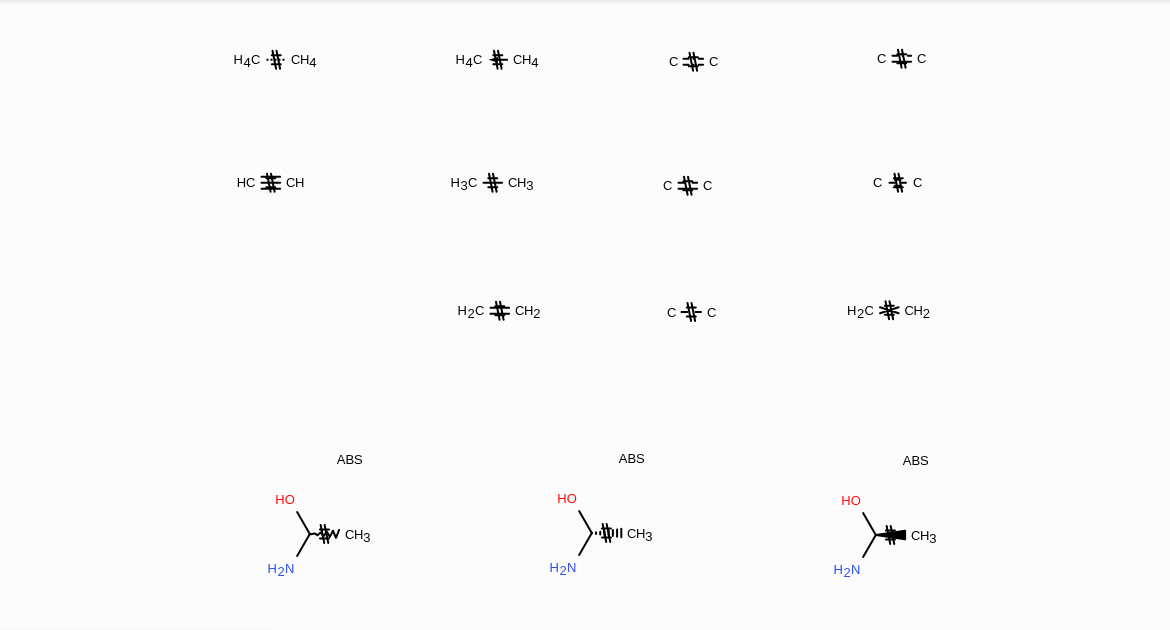 H4C CH4 H4C CH4 C C C C
HC CH H3C CH3 C C C C
H2C CH2 C C H2C CH2
ABS ABS ABS
HO HO HO
CH3 CH3 CH3
H2N H2N H2N